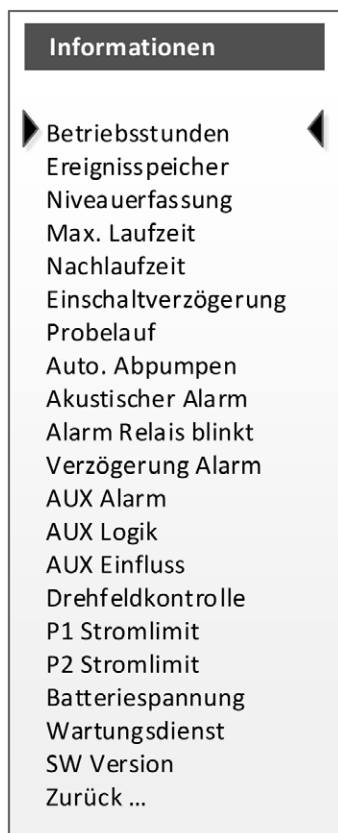 Informationen
Betriebsstunden
Ereignisspeicher
Niveauerfassung
Max. Laufzeit
Nachlaufzeit
Einschaltverzögerung
Probelauf
Auto. Abpumpen
Akustischer Alarm
Alarm Relais blinkt
Verzögerung Alarm
AUX Alarm
AUX Logik
AUX Einfluss
Drehfeldkontrolle
P1 Stromlimit
P2 Stromlimit
Batteriespannung
Wartungsdienst
SW Version
Zurück ...